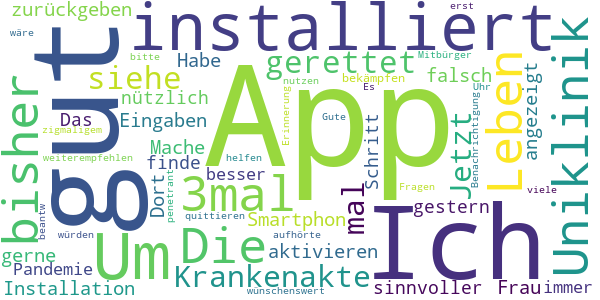 zurückgeben
installiert
erst
wäre
gut
siehe
Habe
gerettet
Mitbürger
bitte
bekämpfen
falsch
Leben
Uniklinik
angezeigt
bisher
App
nützlich
nutzen
Es
Uhr
Das
Eingaben
zigmaligem
Erinnerung
Gute
Schritt
Jetzt
Benachrichtigung
Mache
weiterempfehlen
finde
helfen
besser
Dort
penetrant
3mal
Fragen
viele
mal
Ich
gestern
quittieren
Smartphon
beantw
würden
Um
Die
aufhörte
gerne
aktivieren
Pandemie
Krankenakte
Installation
wünschenswert
sinnvoller
Frau
immer